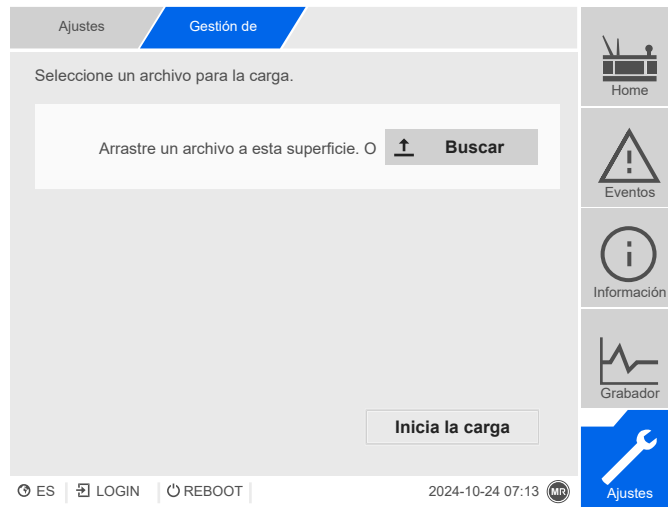 Ajustes
Gestión de
Seleccione un archivo para la carga.
Arrastre un archivo a esta superficie. O
Buscar
Inicia la carga
Home
Eventos
Información
Grabador
Ajustes
ES LOGIN REBOOT 2024-10-24 07:13 MR